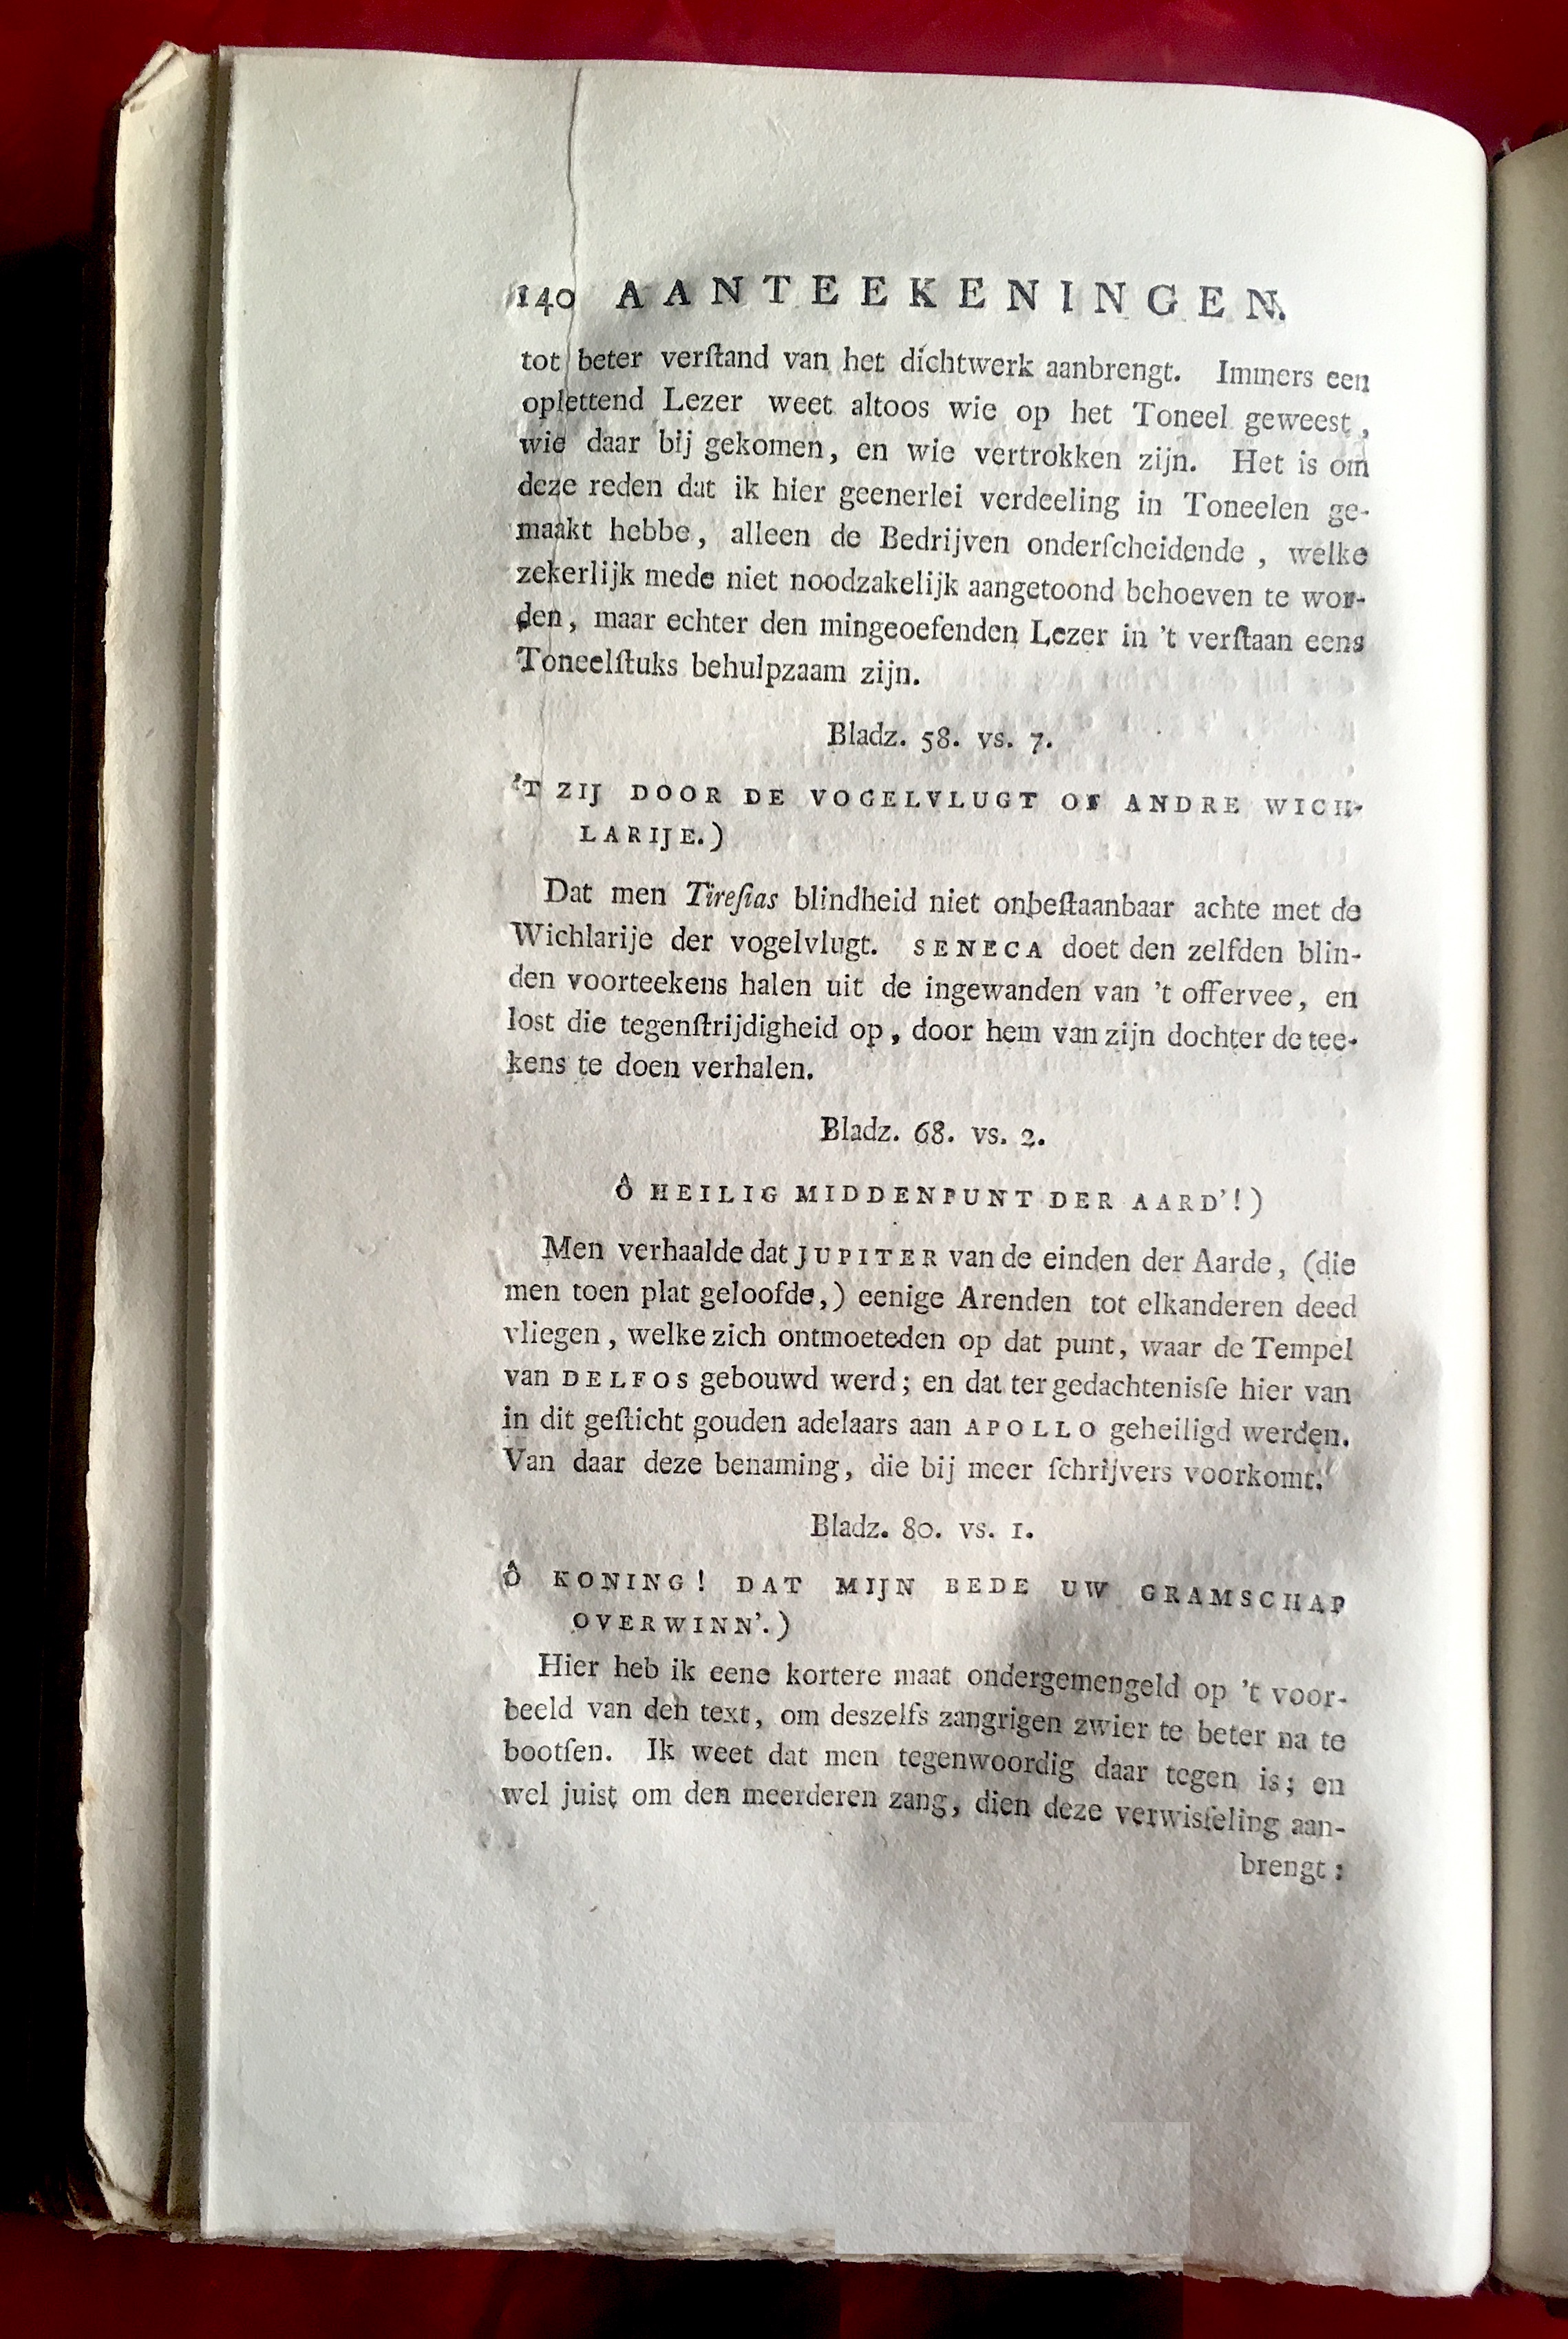 140 AANTEEKENINGEN.
tot beter verſtand van het dichtwerk aanbrengt. Immers een
oplettend Lezer weet altoos wie op het Toneel geweest,
wie daar bij gekomen, en wie vertrokken zijn. Het is om
deze reden dat ik hier geenerlei verdeeling in Toneelen ge-
maakt hebbe, alleen de Bedrijven onderſcheidende, welke
zekerlijk mede niet noodzakelijk aangetoond behoeven te wor-
den, maar echter den mingeoefenden Lezer in 't verſtaan eens
Toneelſtuks behulpzaam zijn.
Bladz. 58. vs. 7.
'T ZIJ DOOR DE VOGELVLUGT OF ANDRE WICH-
LARIJE.)
Dat men Tireſias blindheid niet onbeſtaanbaar achte met de
Wichlarije der vogelvlugt. SENECA doet den zelfden blin-
den voorteekens halen uit de ingewanden van 't offervee, en
lost die tegenſtrijdigheid op, door hem van zijn dochter de tee-
kens te doen verhalen.
Bladz. 68. vs. 2.
Ô HEILIG MIDDENPUNT DER AARD'!)
Men verhaalde dat JUPITER van de einden der Aarde, (die
men toen plat geloofde,) eenige Arenden tot elkanderen deed
vliegen, welke zich ontmoeteden op dat punt, waar de Tempel
van DELFOS gebouwd werd; en dat ter gedachtenisſe hier van
in dit geſticht gouden adelaars aan APOLLO geheiligd werden.
Van daar deze benaming, die bij meer ſchrijvers voorkomt.
Bladz. 80. vs. 1.
Ô KONING! DAT MIJN BEDE UW GRAMSCHAP
OVERWINN'.)
Hier heb ik eene kortere maat ondergemengeld op 't voor-
beeld van den text, om deszelfs zangrigen zwier te beter na te
bootſen. Ik weet dat men tegenwoordig daar tegen is; en
wel juist om den meerderen zang, dien deze verwisſeling aan-
brengt: